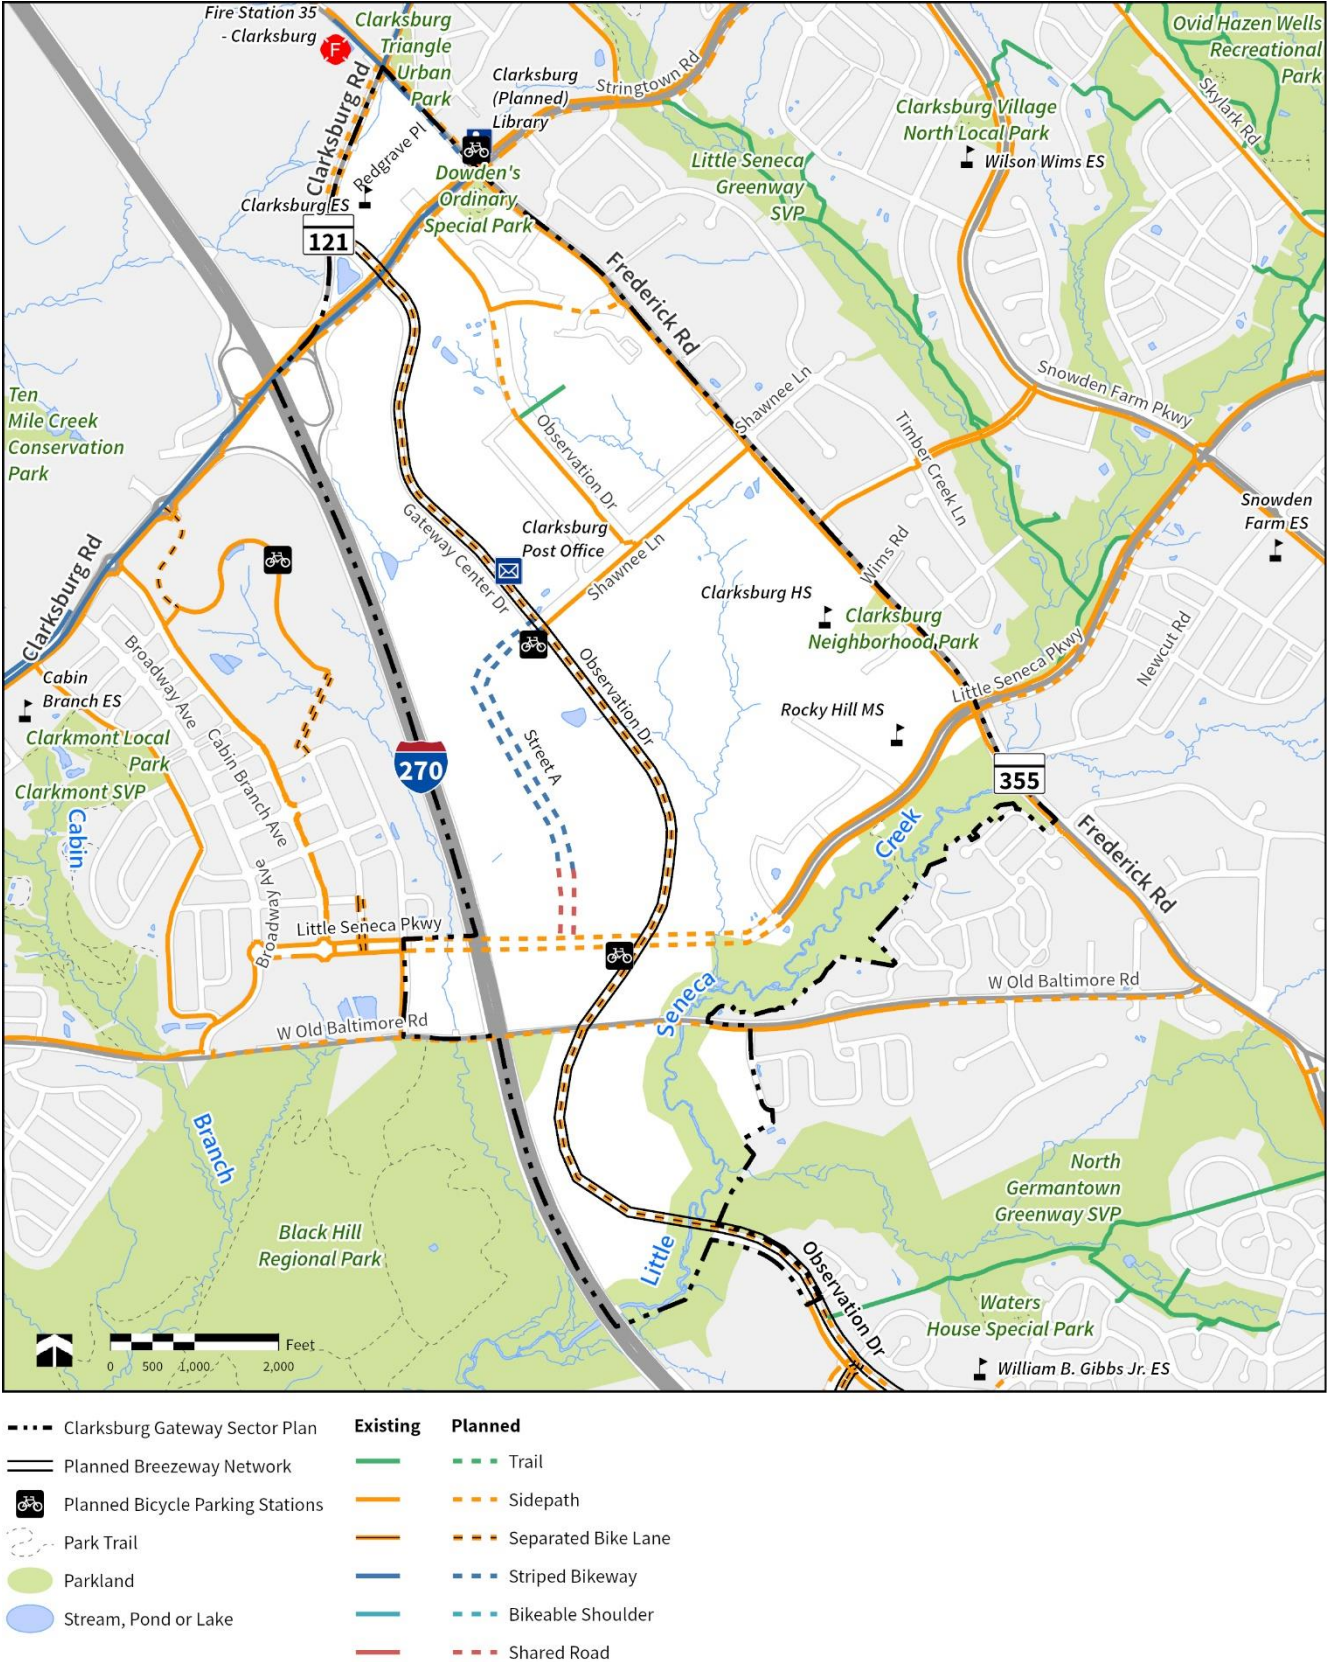 Fire Station 35
- Clarksburg
F
Clarksburg
Triangle
Urban
Park
Clarksburg
(Planned)
Library
Stringtown Rd
Ovid Hazen Wells
Recreational
Park
Skylark Rd
Clarksburg Village
North Local Park
Wilson Wims ES
Clarksburg Rd
Redgrave Pl
Little Seneca
Greenway
SVP
Dowden's
Ordinary
Special Park
Clarksburg ES
121
Frederick Rd
Snowden Farm Pkwy
Shawnee Ln
Ten
Mile Creek
Conservation
Park
Timber Creek Ln
Observation Dr
Snowden
Farm ES
Clarksburg
Post Office
Gateway Center Dr
Shawnee Ln
Wims Rd
Clarksburg Rd
Clarksburg HS
Clarksburg
Neighborhood Park
Newcut Rd
Little Seneca Pkwy
Cabin
Branch ES
Broadway Ave
Observation Dr
Rocky Hill MS
Clarkmont Local
Park
Clarkmont SVP
Cabin Branch Ave
Street A
270
355
Cabin
Creek
Frederick Rd
Broadway Ave
Little Seneca Pkwy
W Old Baltimore Rd
Seneca
W Old Baltimore Rd
Branch
North
Germantown
Greenway SVP
Black Hill
Regional Park
Little
Observation Dr
Waters
House Special Park
William B. Gibbs Jr. ES
Feet
0 500 1,000 2,000
Clarksburg Gateway Sector Plan
Planned Breezeway Network
Planned Bicycle Parking Stations
Park Trail
Parkland
Stream, Pond or Lake
Existing Planned
Trail
Sidepath
Separated Bike Lane
Striped Bikeway
Bikeable Shoulder
Shared Road